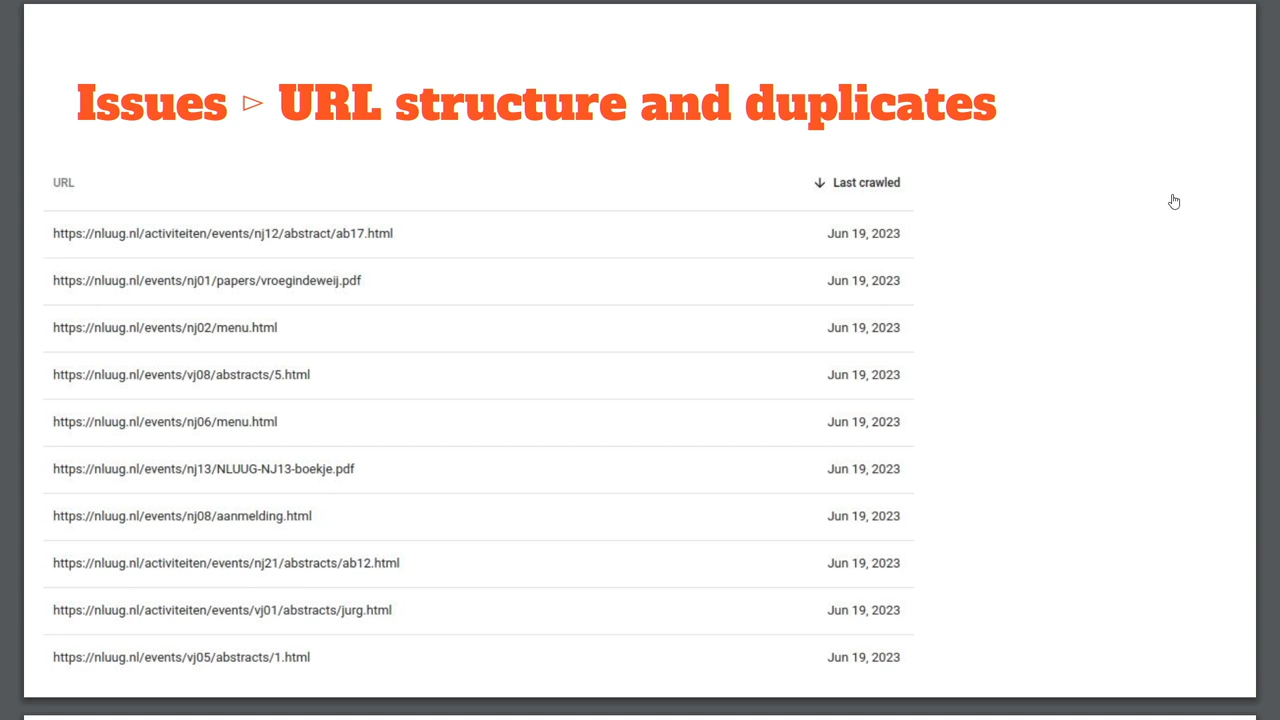 Issues ▻ URL structure and duplicates
URL ↓ Last crawled
https://nluug.nl/activiteiten/events/nj12/abstract/ab17.html Jun 19, 2023
https://nluug.nl/events/nj01/papers/vroegindeweij.pdf Jun 19, 2023
https://nluug.nl/events/nj02/menu.html Jun 19, 2023
https://nluug.nl/events/vj08/abstracts/5.html Jun 19, 2023
https://nluug.nl/events/nj06/menu.html Jun 19, 2023
https://nluug.nl/events/nj13/NLUUG-NJ13-boekje.pdf Jun 19, 2023
https://nluug.nl/events/nj08/aanmelding.html Jun 19, 2023
https://nluug.nl/activiteiten/events/nj21/abstracts/ab12.html Jun 19, 2023
https://nluug.nl/activiteiten/events/vj01/abstracts/jurg.html Jun 19, 2023
https://nluug.nl/events/vj05/abstracts/1.html Jun 19, 2023